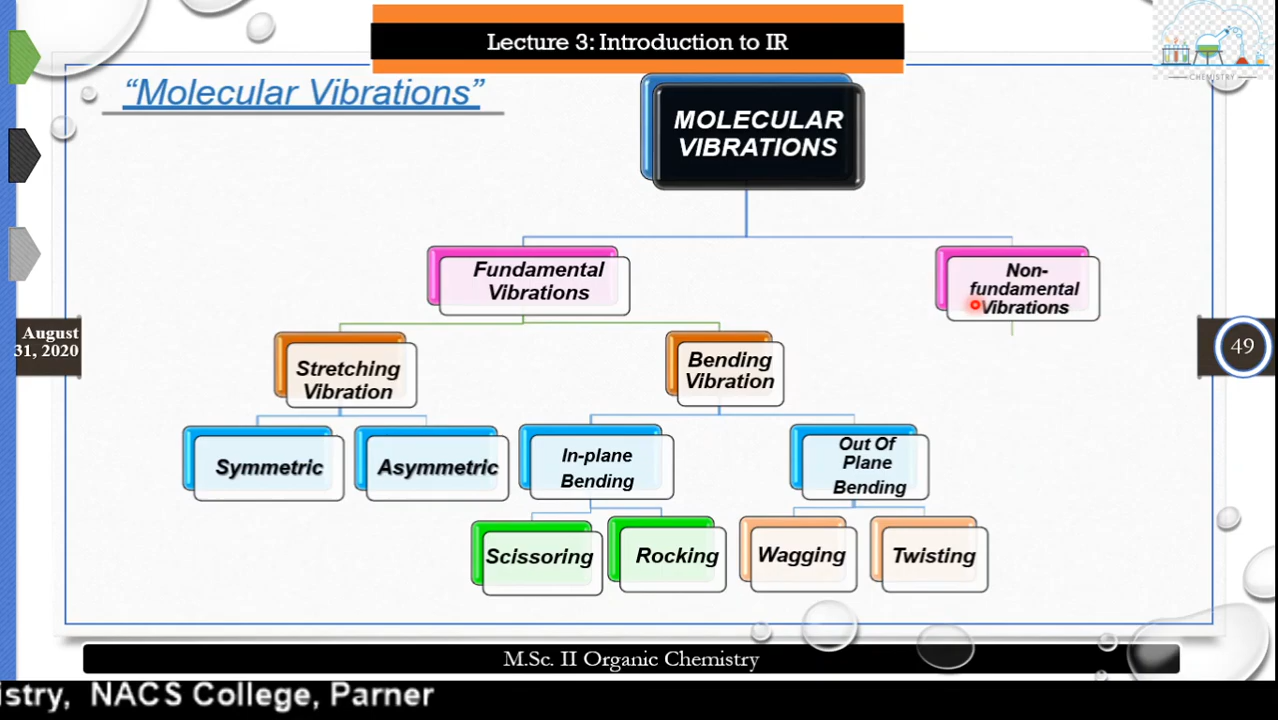 Lecture 3: Introduction to IR
CHEMISTRY
“Molecular Vibrations”
MOLECULAR
VIBRATIONS
Fundamental
Vibrations
Non-
fundamental
Vibrations
August
31, 2020
49
Stretching
Vibration
Bending
Vibration
Symmetric
Asymmetric
In-plane
Bending
Out Of
Plane
Bending
Scissoring
Rocking
Wagging
Twisting
M.Sc. II Organic Chemistry
istry, NACS College, Parner